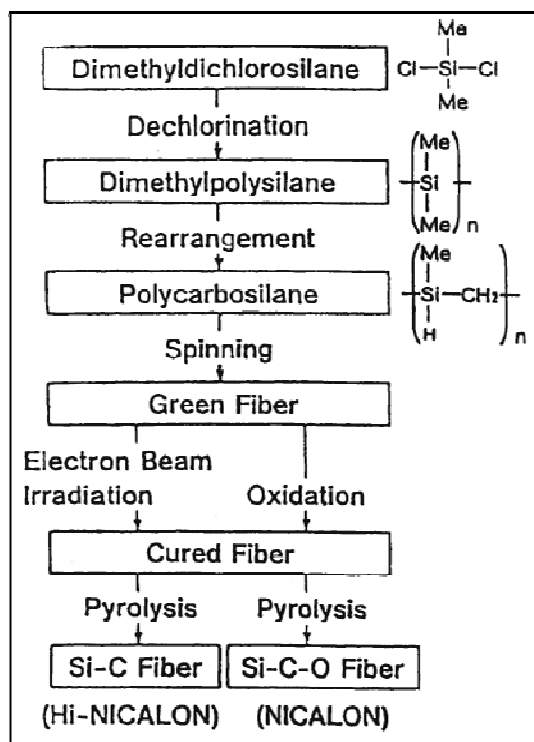 Dimethyldichlorosilane
Me
Cl-Si-Cl
Me
Dechlorination
Dimethylpolysilane
Me
Si
Me
n
Rearrangement
Polycarbosilane
Me
Si-CH2
H
n
Spinning
Green Fiber
Electron Beam
Irradiation Oxidation
Cured Fiber
Pyrolysis Pyrolysis
Si-C Fiber Si-C-O Fiber
(Hi-NICALON) (NICALON)